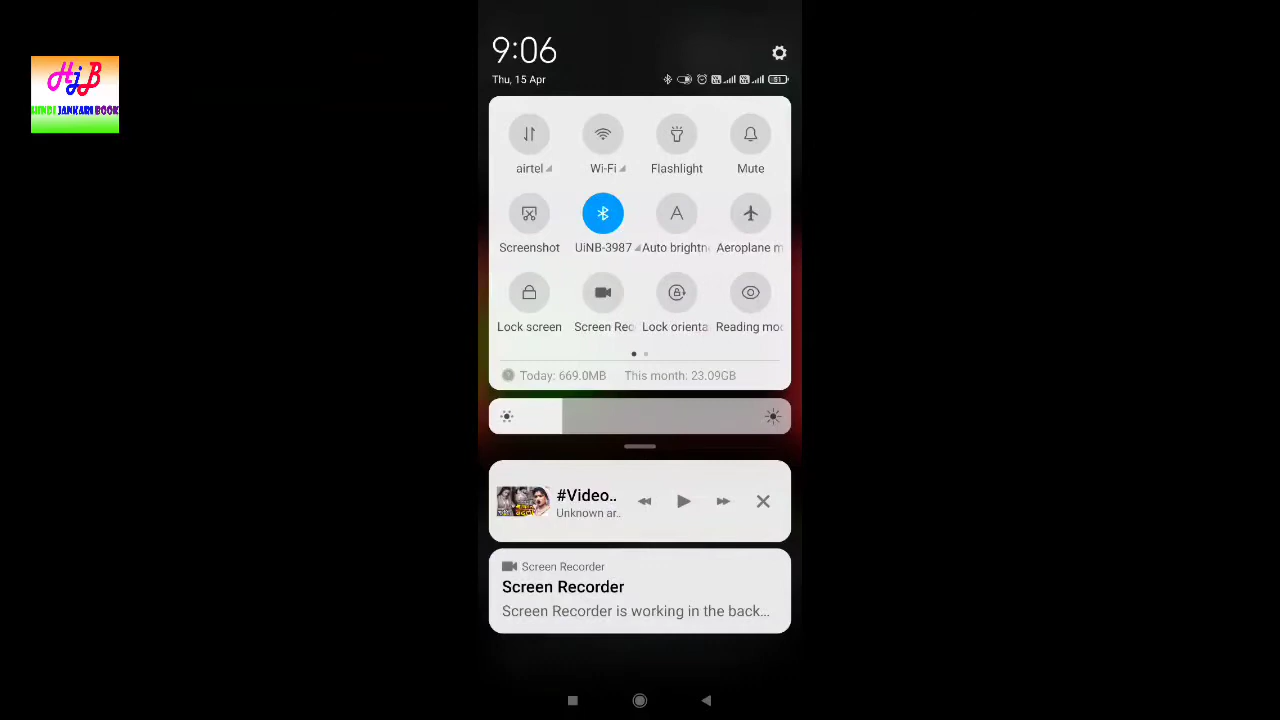 HjB
HINDI JANKARI BOOK
9:06
Thu, 15 Apr
51
airtel
Wi-Fi
Flashlight
Mute
Screenshot
UiNB-3987
Auto brightn
Aeroplane m
Lock screen
Screen Rec
Lock orienta
Reading mod
Today: 669.0MB
This month: 23.09GB
#Video..
Unknown ar..
Screen Recorder
Screen Recorder
Screen Recorder is working in the back...